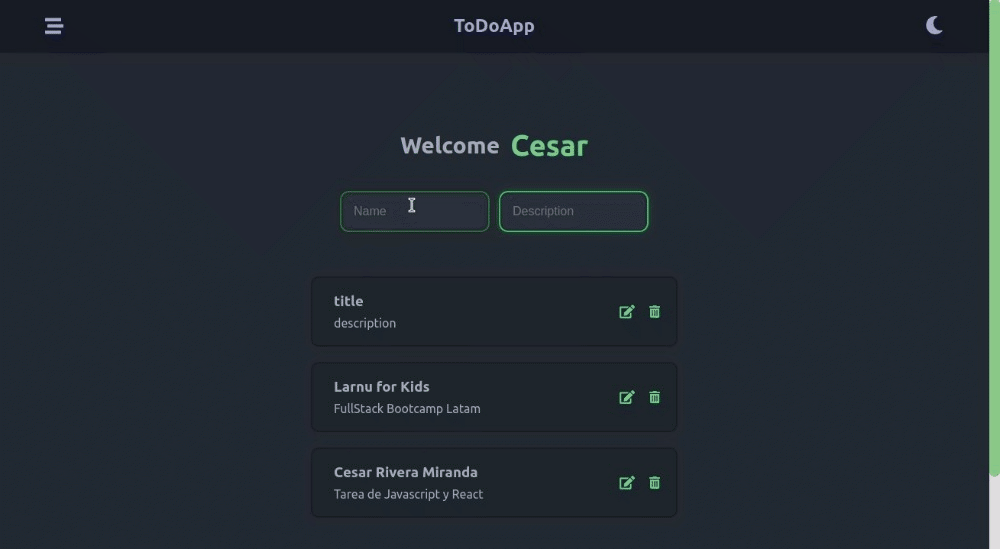 ToDoApp
Welcome Cesar
Name Description
title
description
Larnu for Kids
FullStack Bootcamp Latam
Cesar Rivera Miranda
Tarea de Javascript y React